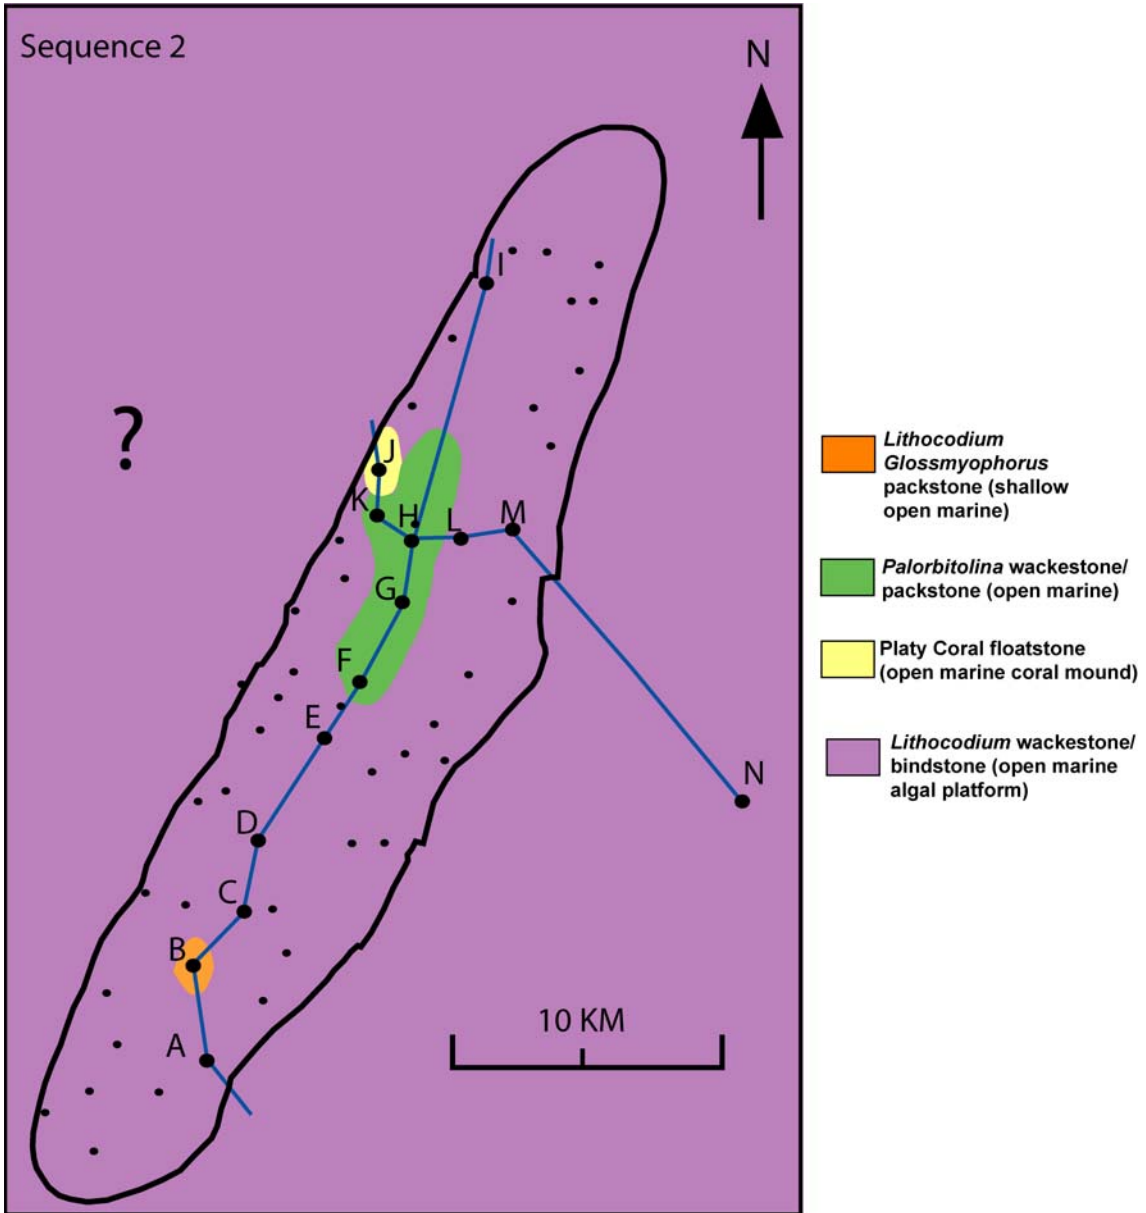 Sequence 2
N
I
?
J
K
H
L
M
G
F
E
N
D
C
B
10 KM
A
Lithocodium
Glossmyophorus
packstone (shallow
open marine)
Palorbitolina wackestone/
packstone (open marine)
Platy Coral floatstone
(open marine coral mound)
Lithocodium wackestone/
bindstone (open marine
algal platform)